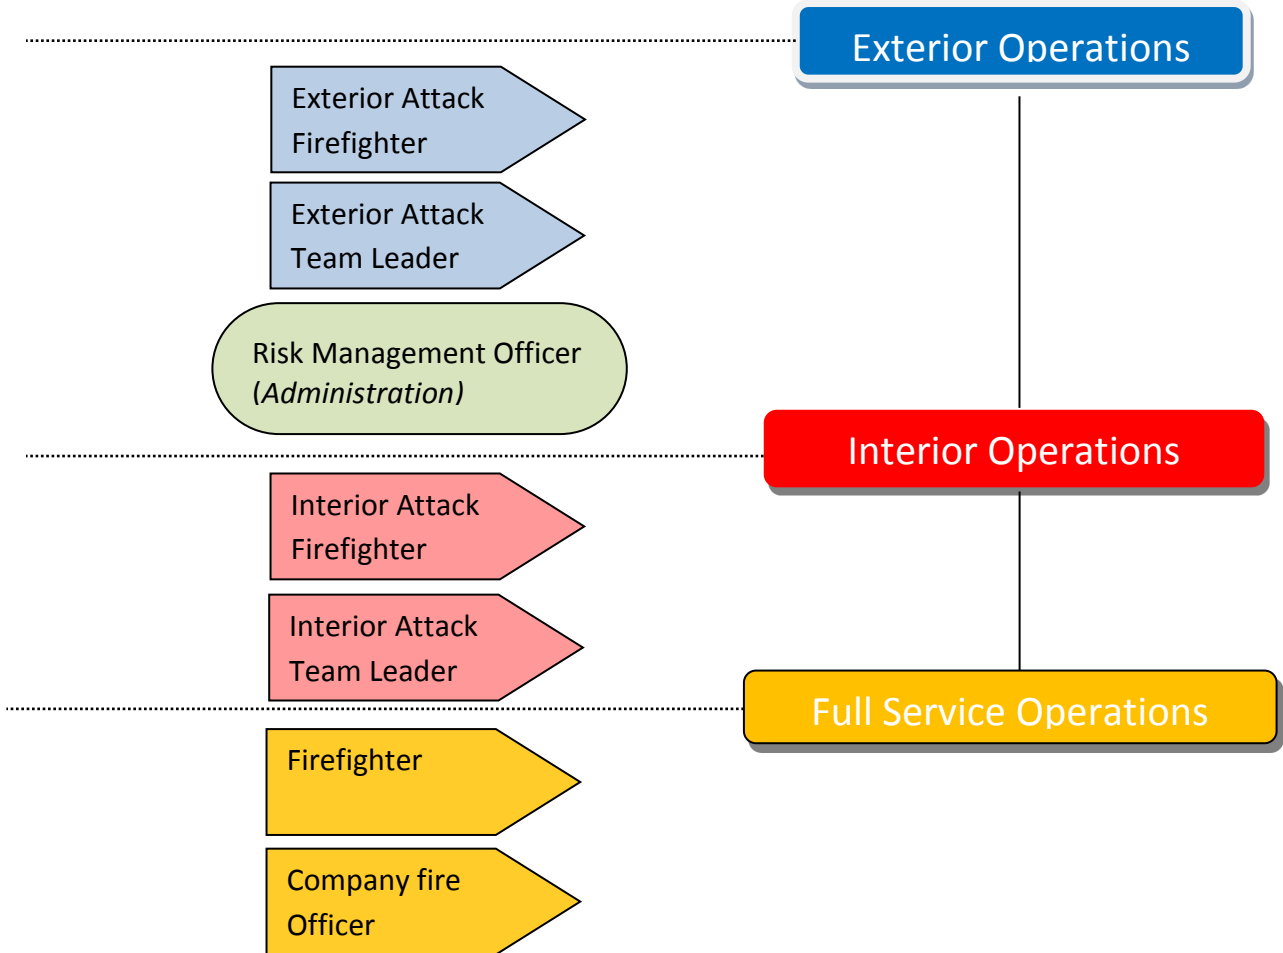 Exterior Operations
Exterior Attack
Firefighter
Exterior Attack
Team Leader
Risk Management Officer
(Administration)
Interior Operations
Interior Attack
Firefighter
Interior Attack
Team Leader
Full Service Operations
Firefighter
Company fire
Officer